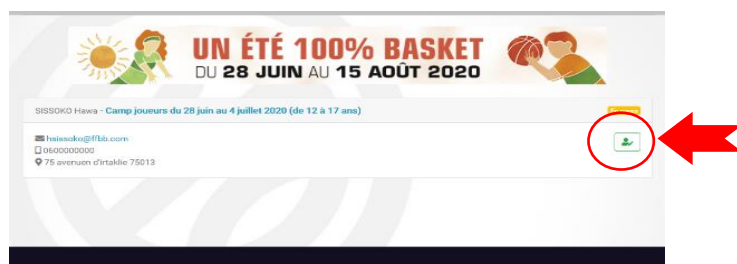 UN ÉTÉ 100% BASKET
DU 28 JUIN AU 15 AOÛT 2020
SISSOKO Hawa - Camp joueurs du 28 juin au 4 juillet 2020 (de 12 à 17 ans)
hsissoko@ffbb.com
0600000000
75 avenuen d'irtaklie 75013